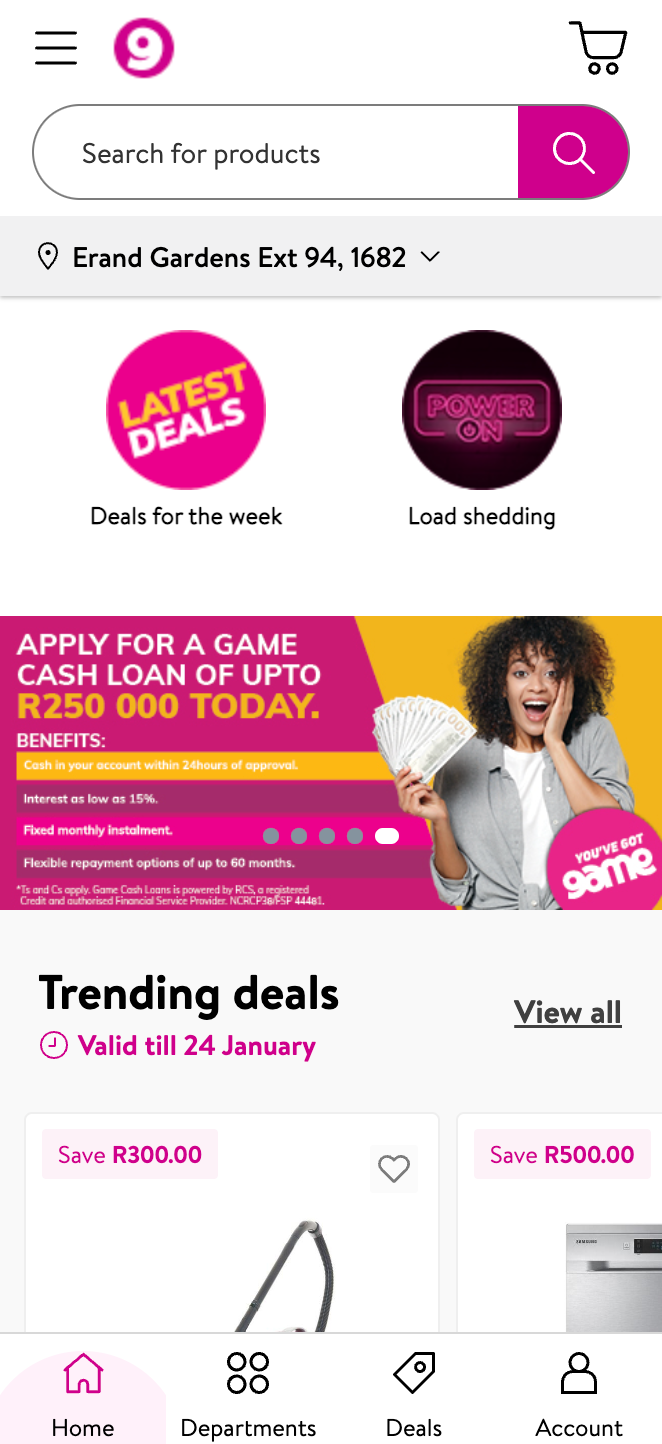 9
Search for products
Erand Gardens Ext 94, 1682
LATEST
DEALS
POWER
ON
Deals for the week
Load shedding
APPLY FOR A GAME
CASH LOAN OF UPTO
R250 000 TODAY.
BENEFITS:
Cash in your account within 24hours of approval.
Interest as low as 15%.
Fixed monthly instalment.
Flexible repayment options of up to 60 months.
*Ts and Cs apply. Game Cash Loans is powered by RCS, a registered
Credit and authorised Financial Service Provider. NCRCP38/FSP 44481.
100
YOU'VE GOT
game
Trending deals
View all
Valid till 24 January
Save R300.00
Save R500.00
SAMSUNG
Home
Departments
Deals
Account